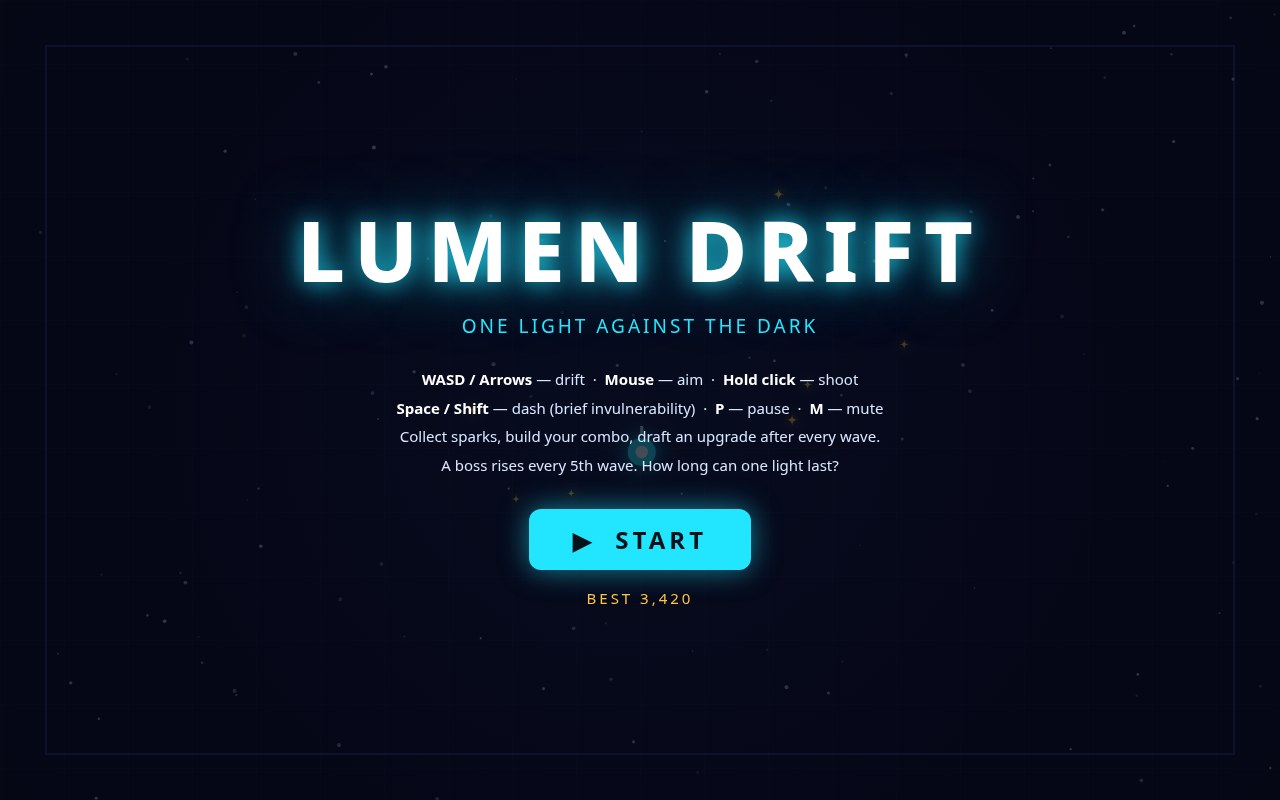 LUMEN DRIFT
ONE LIGHT AGAINST THE DARK
WASD / Arrows — drift · Mouse — aim · Hold click — shoot
Space / Shift — dash (brief invulnerability) · P — pause · M — mute
Collect sparks, build your combo, draft an upgrade after every wave.
A boss rises every 5th wave. How long can one light last?
▶ START
BEST 3,420